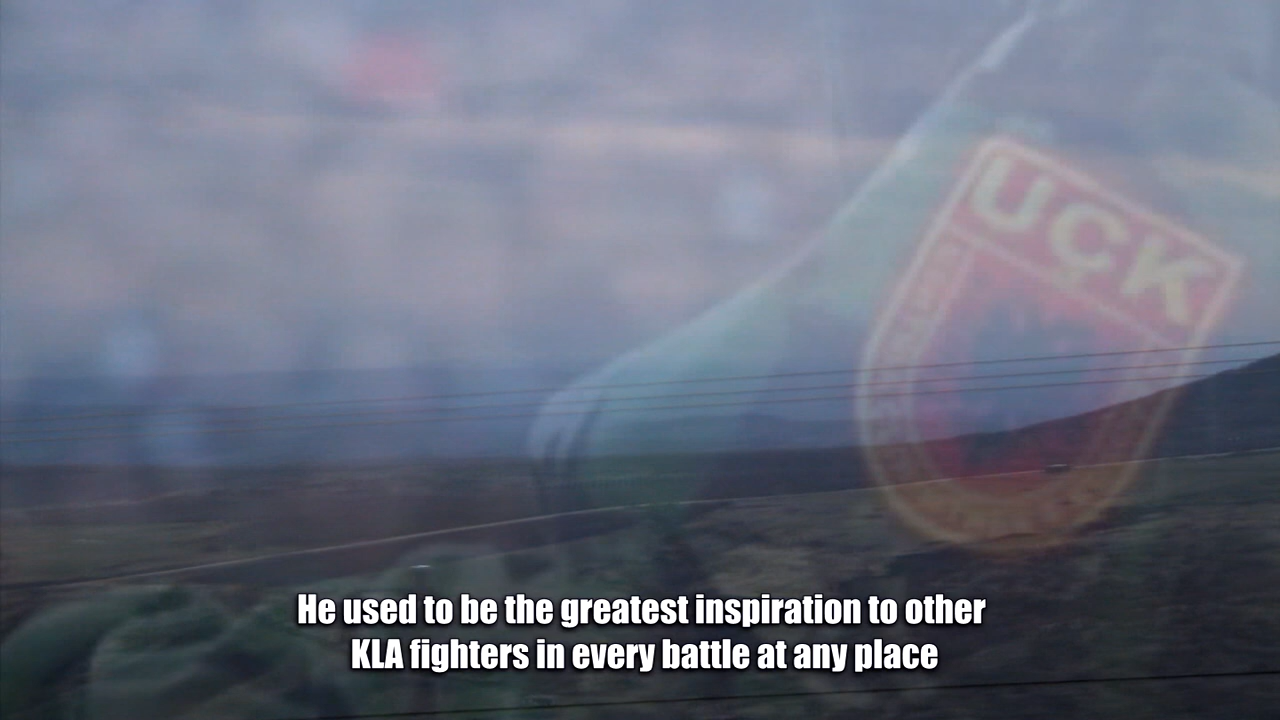 UÇK
He used to be the greatest inspiration to other
KLA fighters in every battle at any place